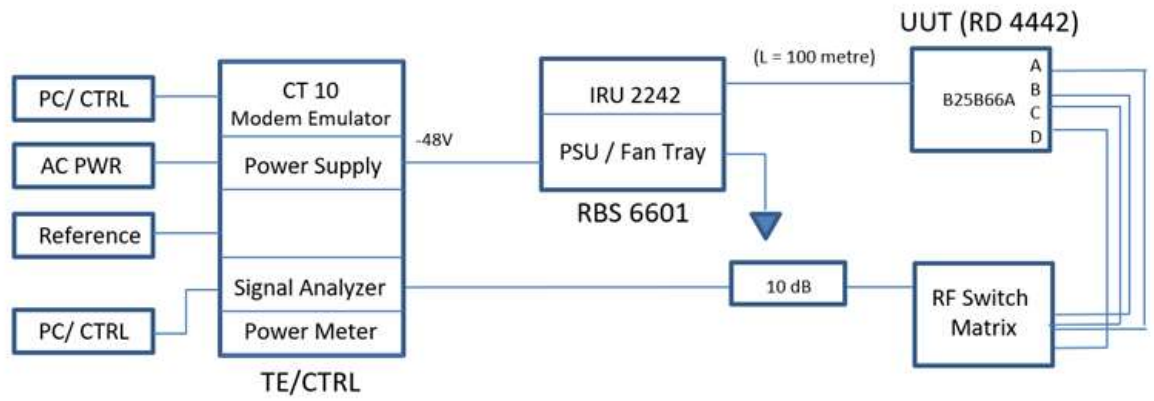 UUT (RD 4442)
(L = 100 metre)
PC/ CTRL
CT 10
Modem Emulator
IRU 2242
B25B66A
A
B
C
D
-48V
AC PWR
Power Supply
PSU / Fan Tray
RBS 6601
Reference
Signal Analyzer
10 dB
RF Switch
Matrix
PC/ CTRL
Power Meter
TE/CTRL